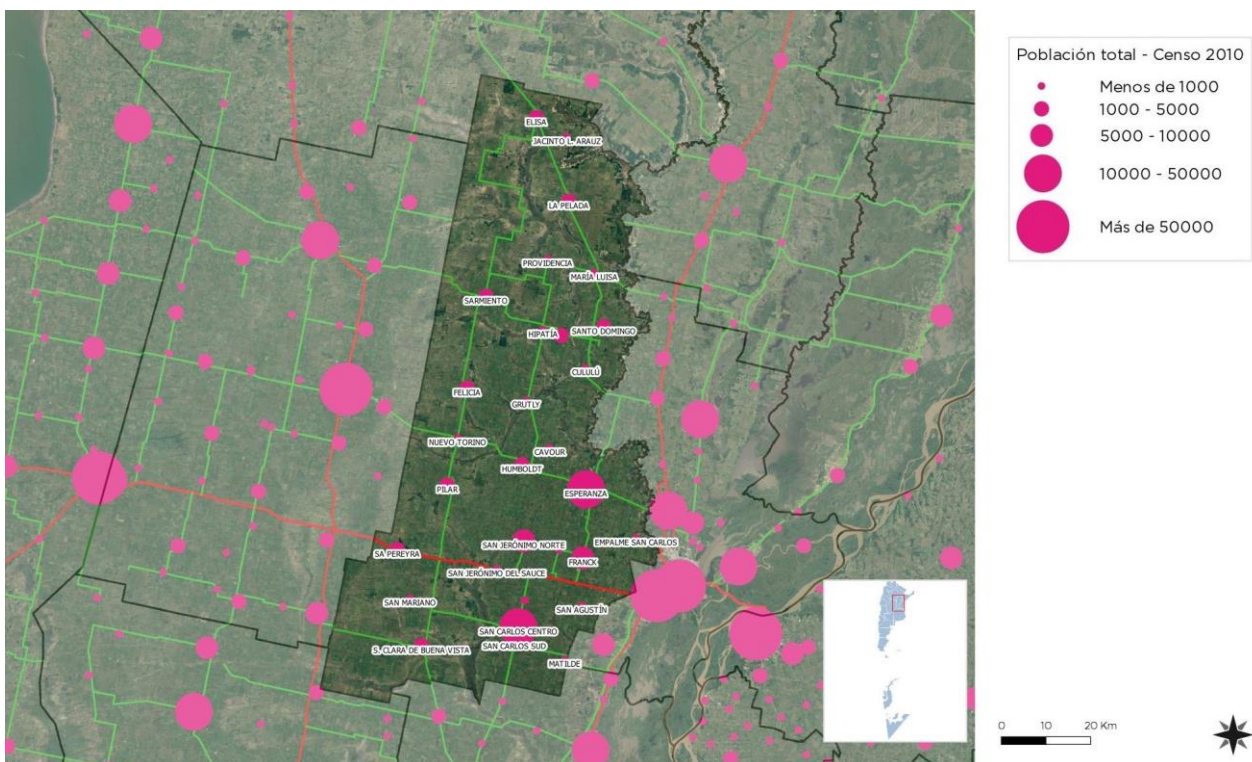 ELISA
JACINTO L. ARAUZ
LA PELADA
PROVIDENCIA
MARÍA LUISA
SARMIENTO
HIPATÍA
SANTO DOMINGO
CULULÚ
FELICIA
GRUTLY
NUEVO TORINO
CAVOUR
HUMBOLDT
PILAR
ESPERANZA
SAN JERÓNIMO NORTE
EMPALME SAN CARLOS
SA PEREYRA
FRANCK
SAN JERÓNIMO DEL SAUCE
SAN MARIANO
SAN AGUSTÍN
SAN CARLOS CENTRO
S. CLARA DE BUENA VISTA
SAN CARLOS SUD
MATILDE
Población total - Censo 2010
Menos de 1000
1000 - 5000
5000 - 10000
10000 - 50000
Más de 50000
0 10 20 Km